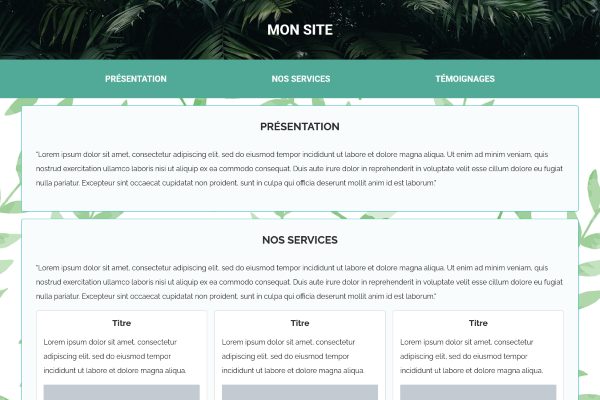 MON SITE
PRÉSENTATION NOS SERVICES TÉMOIGNAGES
PRÉSENTATION
"Lorem ipsum dolor sit amet, consectetur adipiscing elit, sed do eiusmod tempor incididunt ut labore et dolore magna aliqua. Ut enim ad minim veniam, quis
nostrud exercitation ullamco laboris nisi ut aliquip ex ea commodo consequat. Duis aute irure dolor in reprehenderit in voluptate velit esse cillum dolore eu fugiat
nulla pariatur. Excepteur sint occaecat cupidatat non proident, sunt in culpa qui officia deserunt mollit anim id est laborum."
NOS SERVICES
"Lorem ipsum dolor sit amet, consectetur adipiscing elit, sed do eiusmod tempor incididunt ut labore et dolore magna aliqua. Ut enim ad minim veniam, quis
nostrud exercitation ullamco laboris nisi ut aliquip ex ea commodo consequat. Duis aute irure dolor in reprehenderit in voluptate velit esse cillum dolore eu fugiat
nulla pariatur. Excepteur sint occaecat cupidatat non proident, sunt in culpa qui officia deserunt mollit anim id est laborum."
Titre
Lorem ipsum dolor sit amet, consectetur
adipiscing elit, sed do eiusmod tempor
incididunt ut labore et dolore magna aliqua.
Titre
Lorem ipsum dolor sit amet, consectetur
adipiscing elit, sed do eiusmod tempor
incididunt ut labore et dolore magna aliqua.
Titre
Lorem ipsum dolor sit amet, consectetur
adipiscing elit, sed do eiusmod tempor
incididunt ut labore et dolore magna aliqua.